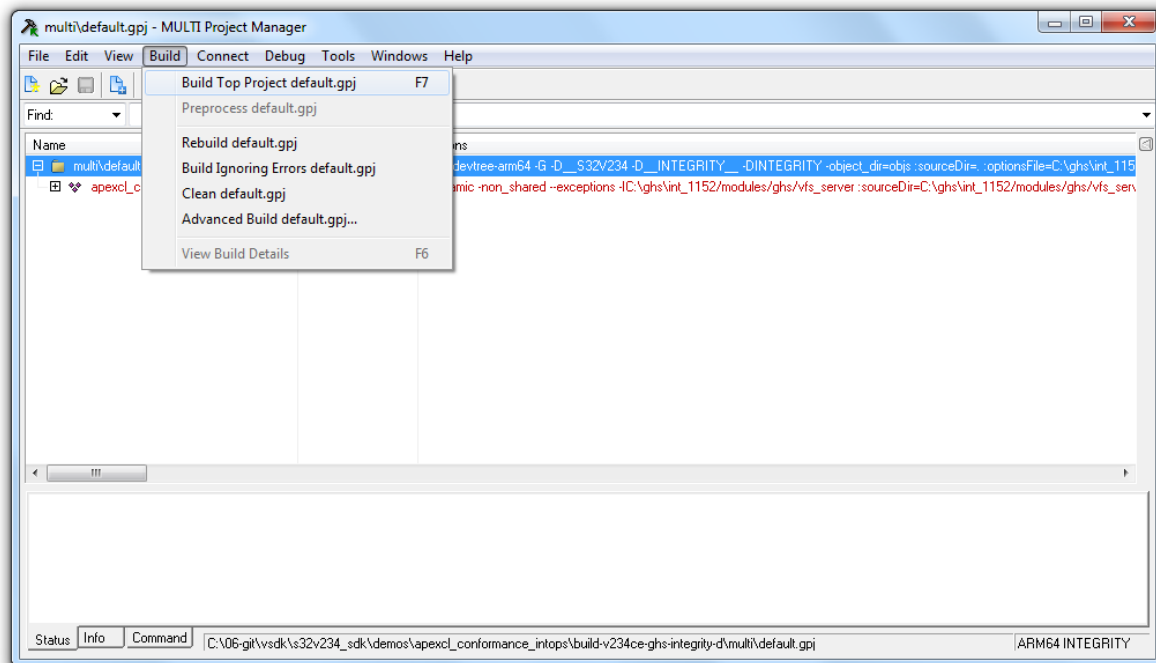 multi\default.gpj - MULTI Project Manager
File Edit View Build Connect Debug Tools Windows Help
Build Top Project default.gpj F7
Preprocess default.gpj
Find:
Rebuild default.gpj
Name
Build Ignoring Errors default.gpj
multi\default devtree-arm64 -G -D__S32V234 -D__INTEGRITY__ -DINTEGRITY -object_dir=objs :sourceDir=. :optionsFile=C:\ghs\int_115
Clean default.gpj
apexcl_c amic -non_shared --exceptions -IC:\ghs\int_1152/modules/ghs/vfs_server :sourceDir=C:\ghs\int_1152/modules/ghs/vfs_serv
Advanced Build default.gpj...
View Build Details F6
Status Info Command C:\06-git\vsdk\s32v234_sdk\demos\apexcl_conformance_intops\build-v234ce-ghs-integrity-d\multi\default.gpj ARM64 INTEGRITY